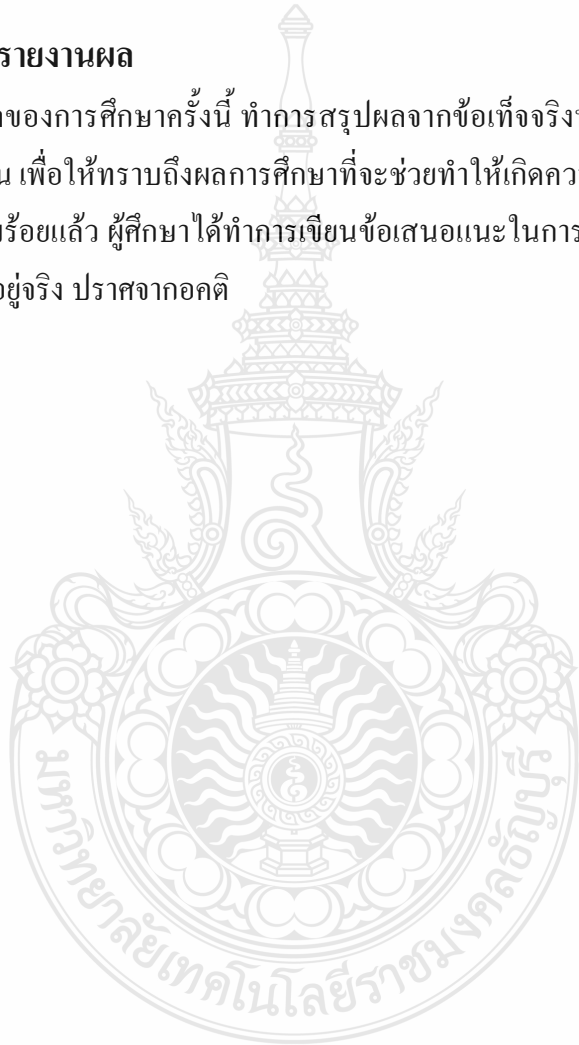 รายงานผล
ของการศึกษาครั้งนี้ ทำการสรุปผลจากข้อเท็จจริง
เพื่อให้ทราบถึงผลการศึกษาที่จะช่วยทำให้เกิดความ
ร้อยแล้ว ผู้ศึกษาได้ทำการเขียนข้อเสนอแนะในการ
อยู่จริง ปราศจากอคติ
มหาวิทยาลัยเทคโนโลยีราชมงคลธัญบุรี